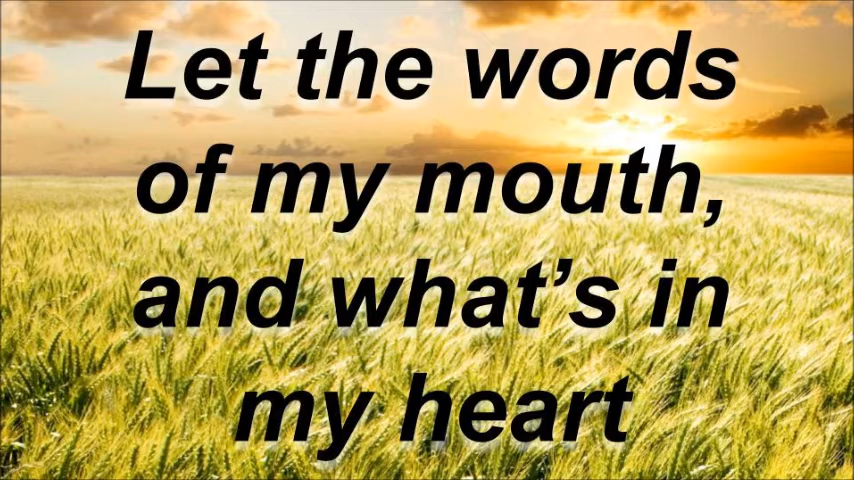 Let the words
of my mouth,
and what’s in
my heart